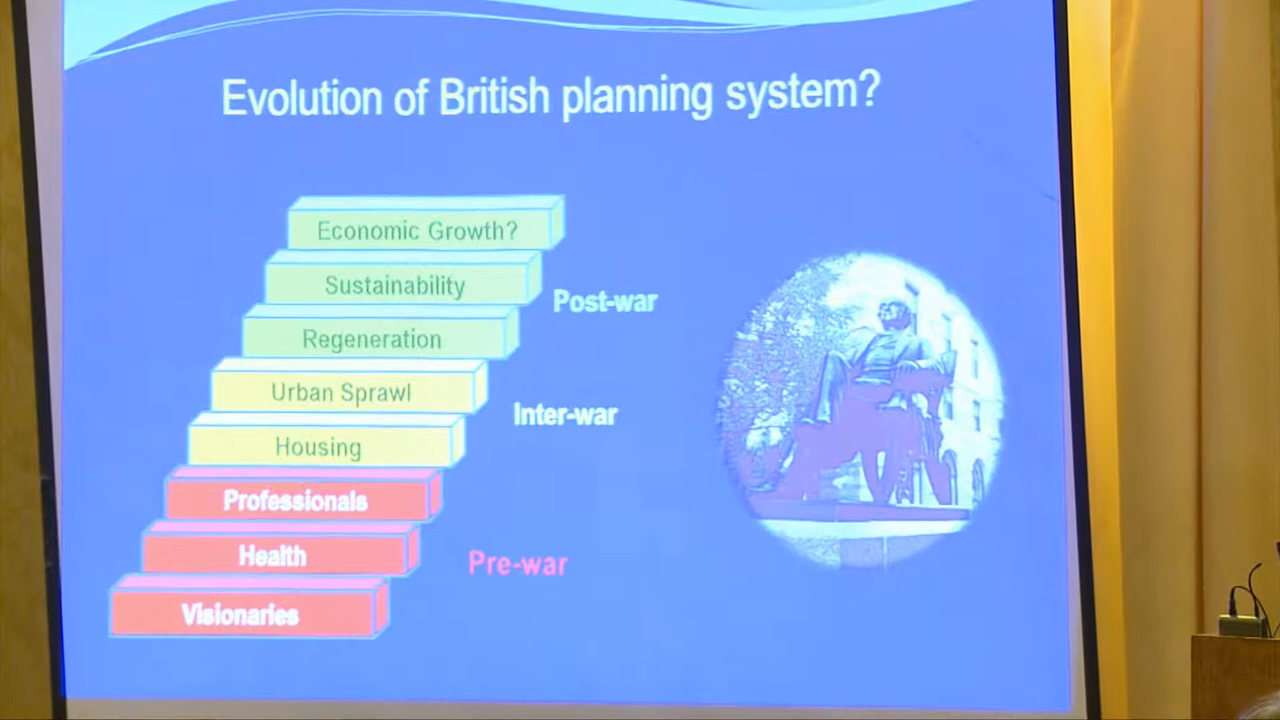 Evolution of British planning system?
Economic Growth?
Sustainability
Post-war
Regeneration
Urban Sprawl
Inter-war
Housing
Professionals
Health
Pre-war
Visionaries